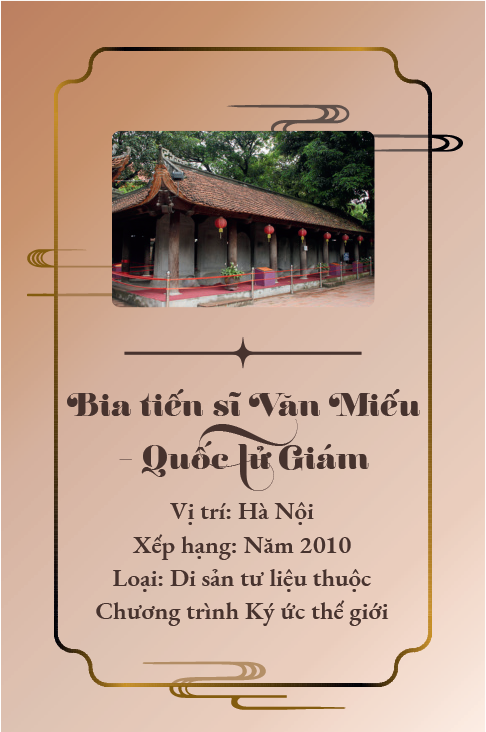 Bia tiến sĩ Văn Miếu
– Quốc tử Giám
Vị trí: Hà Nội
Xếp hạng: Năm 2010
Loại: Di sản tư liệu thuộc
Chương trình Ký ức thế giới